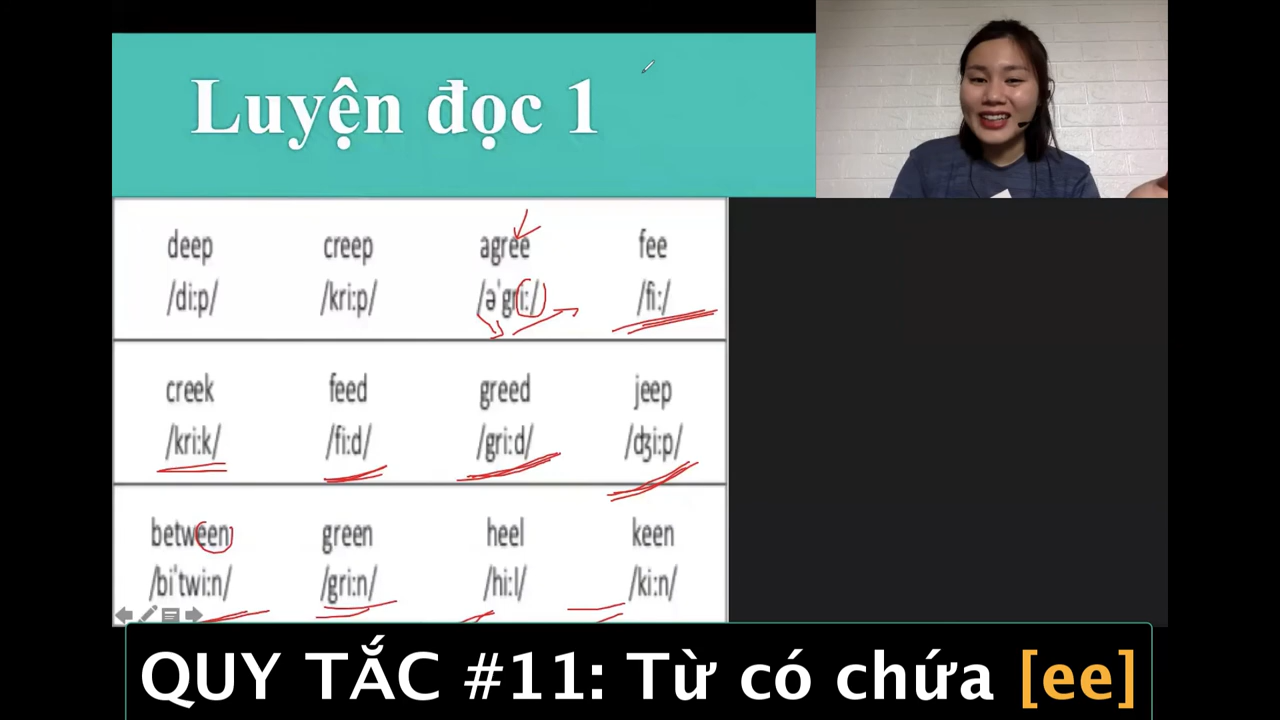 Luyện đọc 1
deep creep agree fee
/di:p/ /kri:p/ /əˈgri:/ /fi:/
creek feed greed jeep
/kri:k/ /fi:d/ /gri:d/ /ʤi:p/
between green heel keen
/biˈtwi:n/ /gri:n/ /hi:l/ /ki:n/
QUY TẮC #11: Từ có chứa [ee]